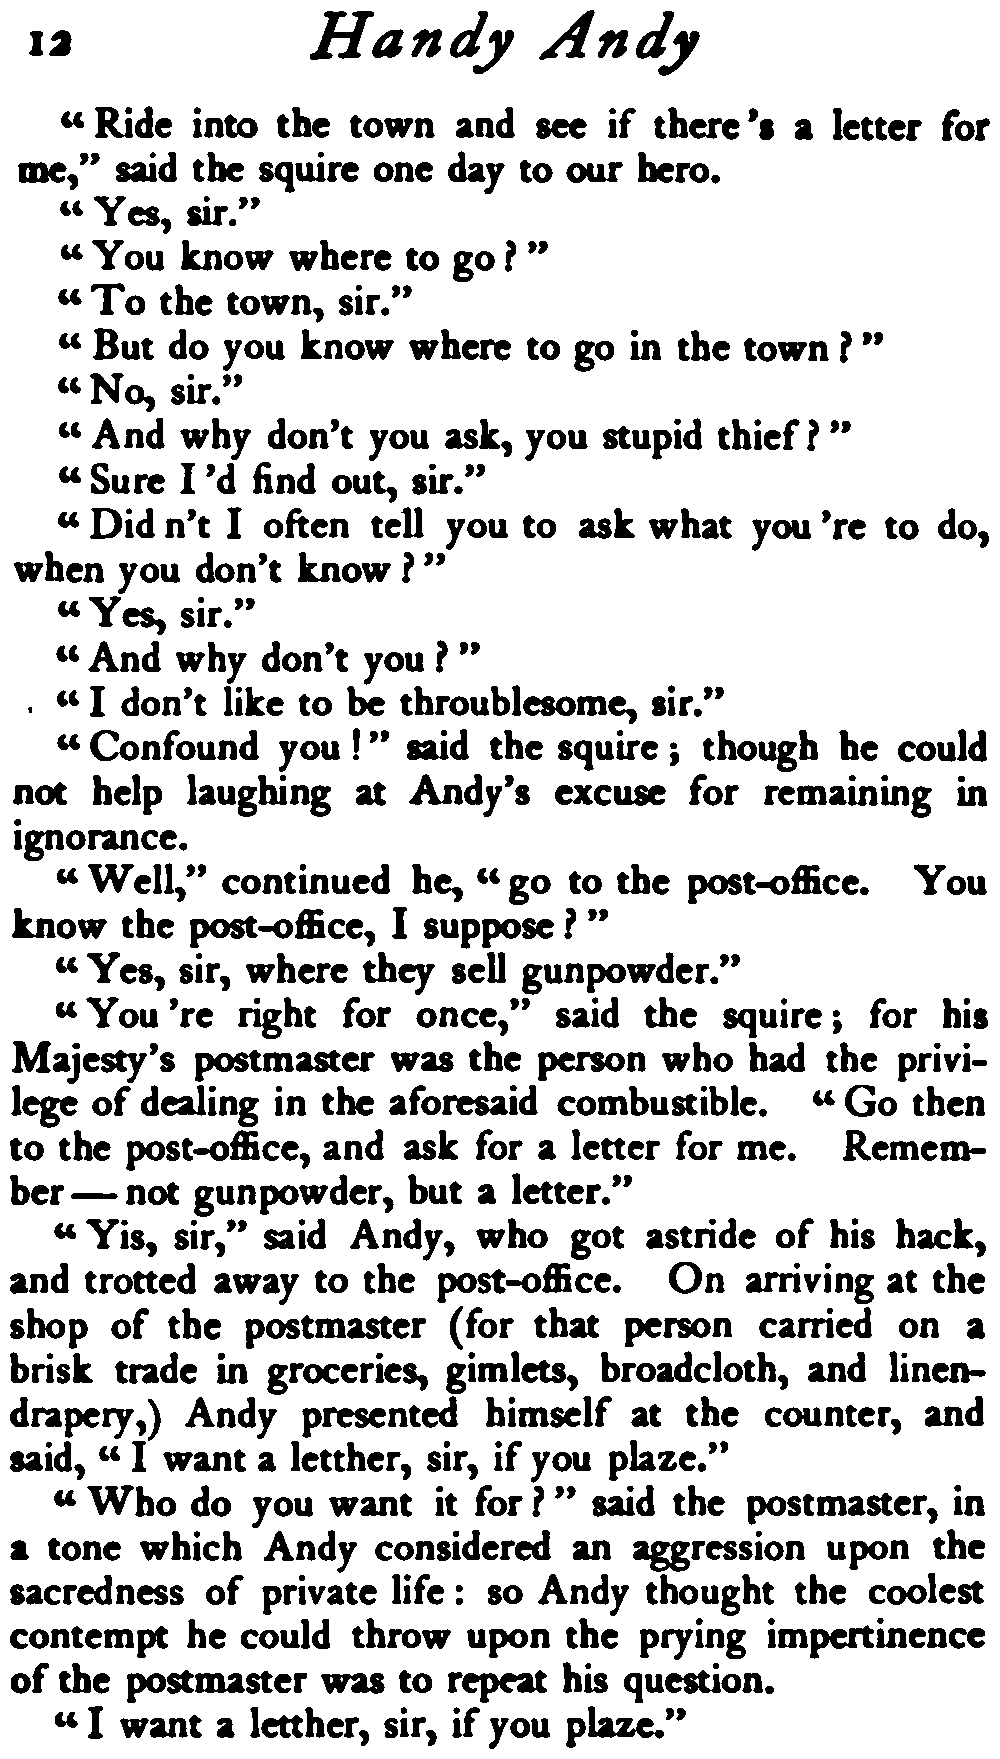 12 Handy Andy
“ Ride into the town and see if there 's a letter for
me,” said the squire one day to our hero.
“ Yes, sir.”
“ You know where to go ? ”
“ To the town, sir.”
“ But do you know where to go in the town ? ”
“ No, sir.”
“ And why don't you ask, you stupid thief ? ”
“ Sure I 'd find out, sir.”
“ Did n't I often tell you to ask what you 're to do,
when you don't know ? ”
“ Yes, sir.”
“ And why don't you ? ”
“ I don't like to be throublesome, sir.”
“ Confound you ! ” said the squire ; though he could
not help laughing at Andy's excuse for remaining in
ignorance.
“ Well,” continued he, “ go to the post-office. You
know the post-office, I suppose ? ”
“ Yes, sir, where they sell gunpowder.”
“ You 're right for once,” said the squire ; for his
Majesty's postmaster was the person who had the privi-
lege of dealing in the aforesaid combustible. “ Go then
to the post-office, and ask for a letter for me. Remem-
ber — not gunpowder, but a letter.”
“ Yis, sir,” said Andy, who got astride of his hack,
and trotted away to the post-office. On arriving at the
shop of the postmaster (for that person carried on a
brisk trade in groceries, gimlets, broadcloth, and linen-
drapery,) Andy presented himself at the counter, and
said, “ I want a letther, sir, if you plaze.”
“ Who do you want it for ? ” said the postmaster, in
a tone which Andy considered an aggression upon the
sacredness of private life : so Andy thought the coolest
contempt he could throw upon the prying impertinence
of the postmaster was to repeat his question.
“ I want a letther, sir, if you plaze.”